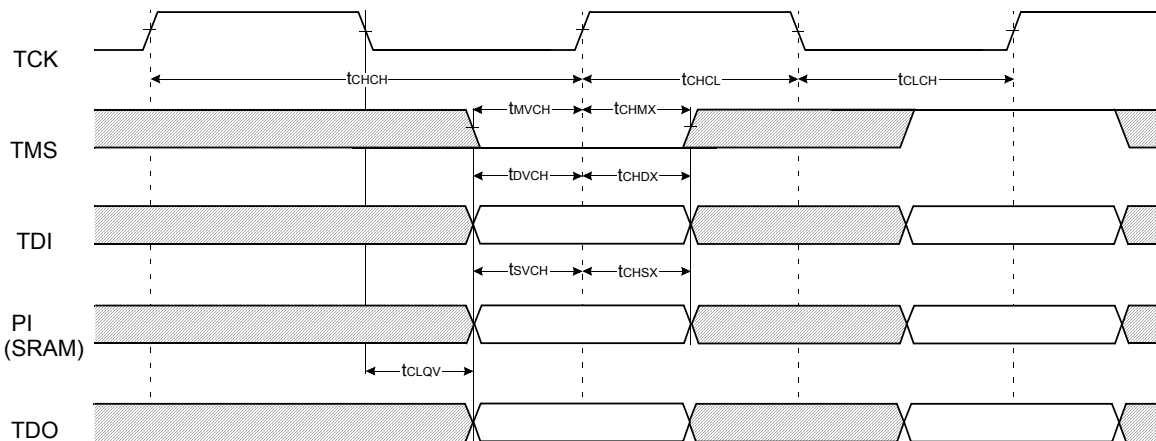 TCK
tCHCH
tCHCL
tCLCH
tMVCH
tCHMX
TMS
tDVCH
tCHDX
TDI
tSVCH
tCHSX
PI
(SRAM)
tCLQV
TDO